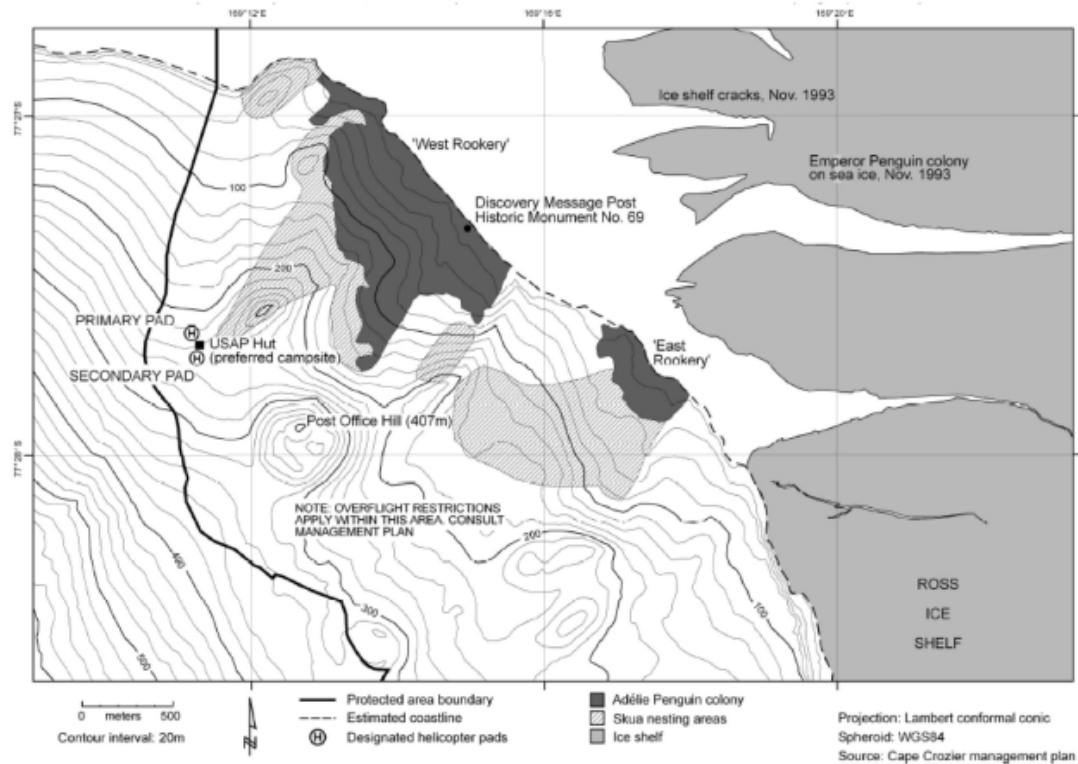 169°12'E
169°16'E
169°20'E
77°27'S
Ice shelf cracks, Nov. 1993
'West Rookery'
Emperor Penguin colony
on sea ice, Nov. 1993
100
Discovery Message Post
Historic Monument No. 69
200
PRIMARY PAD
H
USAP Hut
(preferred campsite)
H
SECONDARY PAD
'East
Rookery'
Post Office Hill (407m)
77°28'S
NOTE: OVERFLIGHT RESTRICTIONS
APPLY WITHIN THIS AREA. CONSULT
MANAGEMENT PLAN
200
400
ROSS
ICE
SHELF
300
100
500
0 meters 500
Contour interval: 20m
N
Protected area boundary
Estimated coastline
H Designated helicopter pads
Adélie Penguin colony
Skua nesting areas
Ice shelf
Projection: Lambert conformal conic
Spheroid: WGS84
Source: Cape Crozier management plan